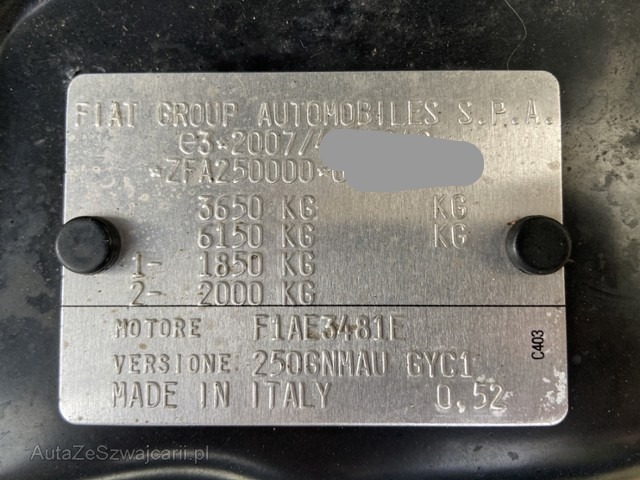 FIAT GROUP AUTOMOBILES S.P.A.
e3*2007/
*ZFA250000*
3650 KG KG
6150 KG KG
1- 1850 KG
2- 2000 KG
MOTORE F1AE3481E
VERSIONE 250GNMAU GYC1
MADE IN ITALY 0.52
C403
AutaZeSzwajcarii.pl